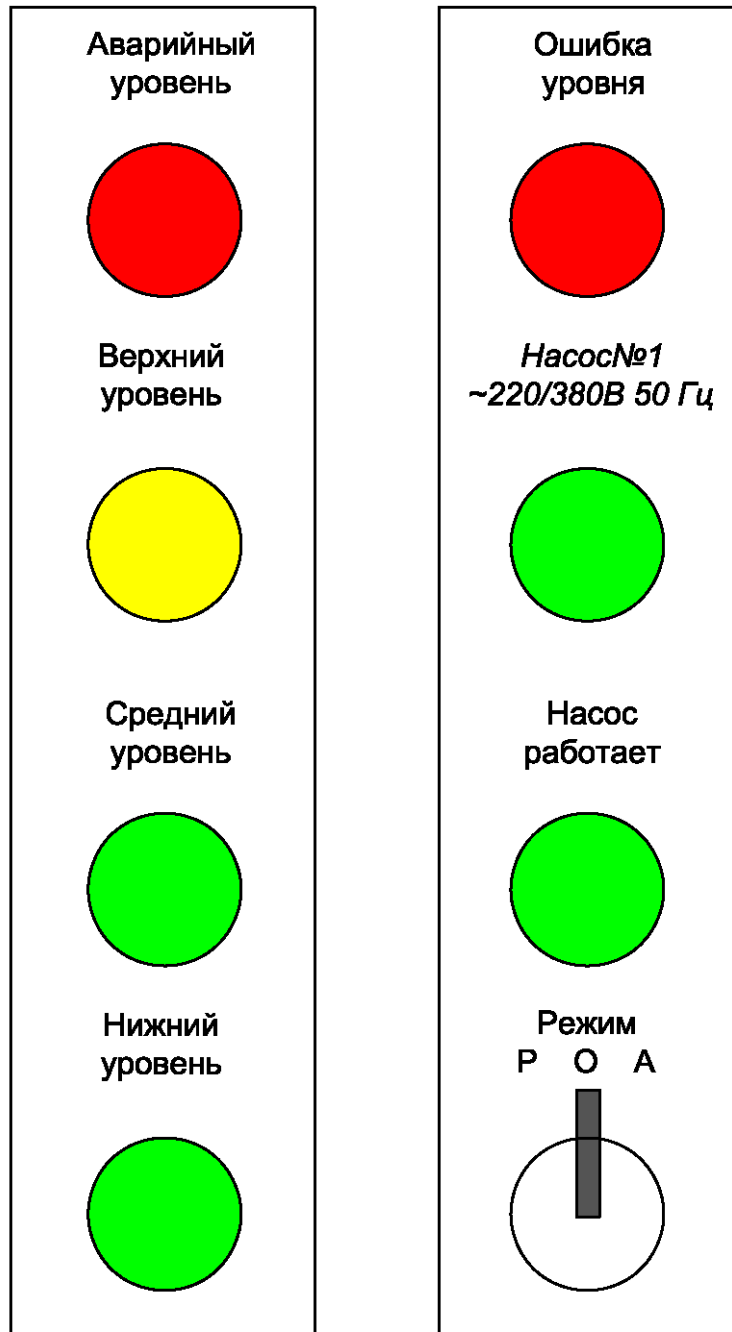 Аварийный
уровень
Верхний
уровень
Средний
уровень
Нижний
уровень
Ошибка
уровня
Насос№1
~220/380В 50 Гц
Насос
работает
Режим
Р О А